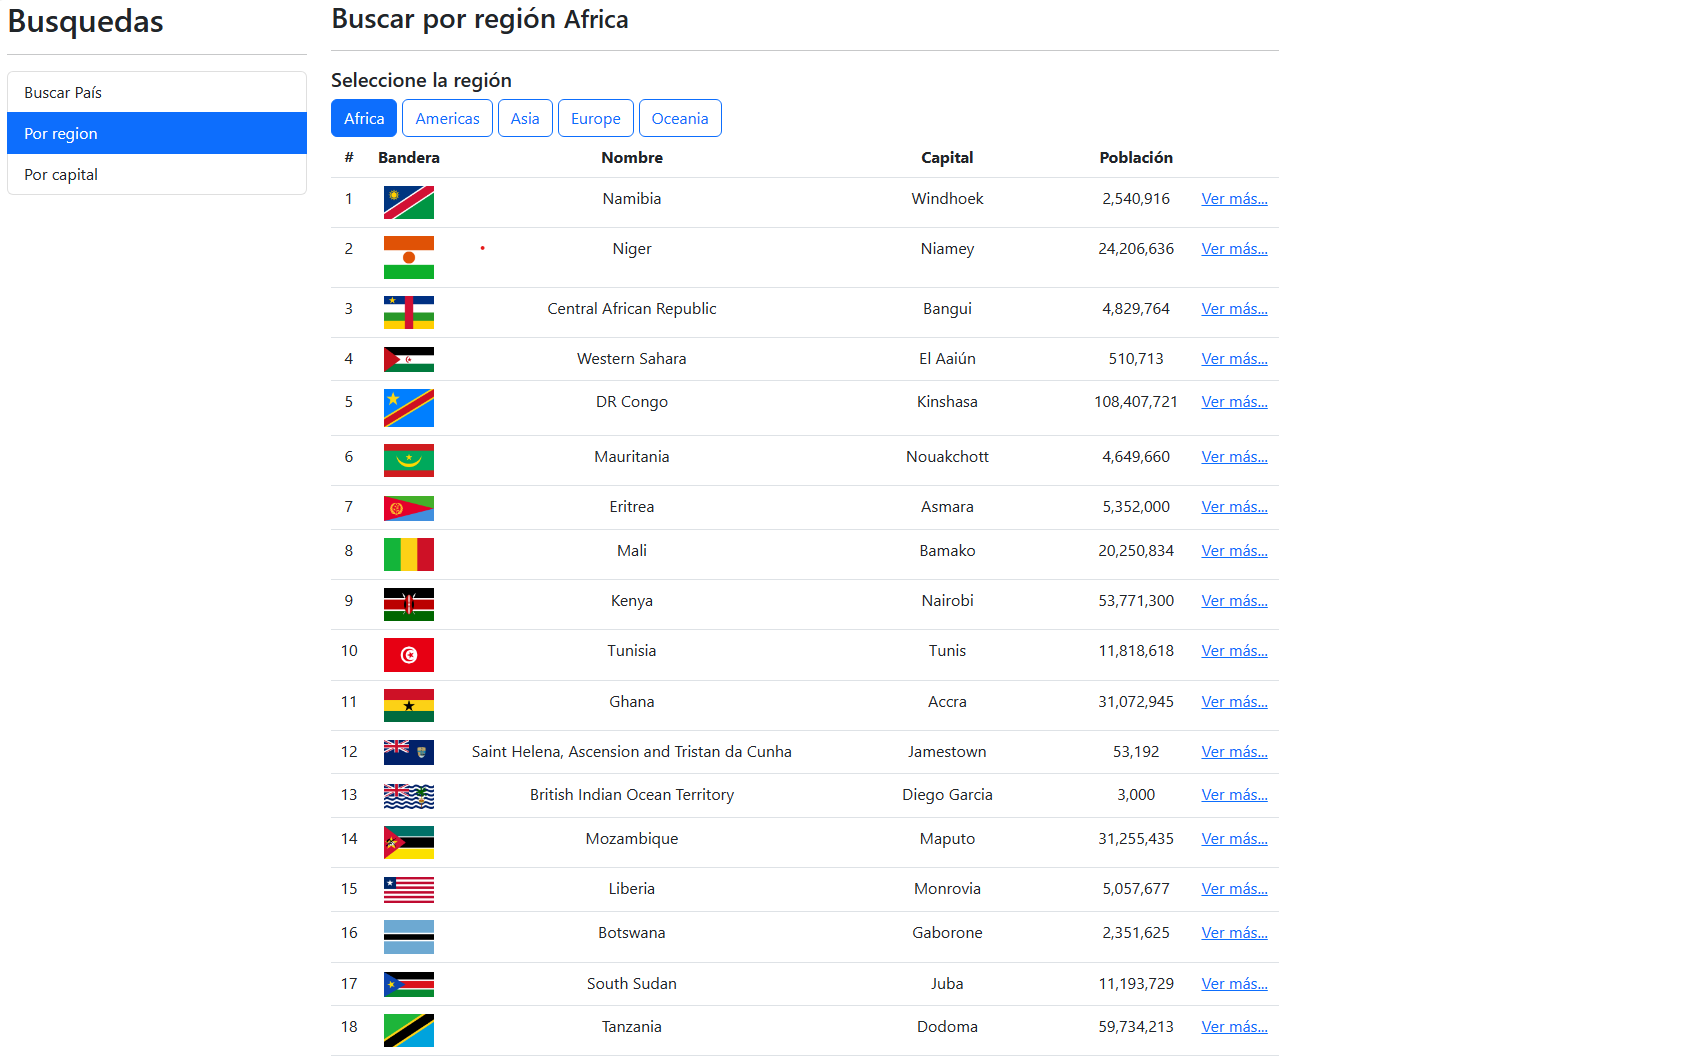 Busquedas
Buscar País
Por region
Por capital
Buscar por región Africa
Seleccione la región
Africa Americas Asia Europe Oceania
# Bandera Nombre Capital Población
1 Namibia Windhoek 2,540,916 Ver más...
2 Niger Niamey 24,206,636 Ver más...
3 Central African Republic Bangui 4,829,764 Ver más...
4 Western Sahara El Aaiún 510,713 Ver más...
5 DR Congo Kinshasa 108,407,721 Ver más...
6 Mauritania Nouakchott 4,649,660 Ver más...
7 Eritrea Asmara 5,352,000 Ver más...
8 Mali Bamako 20,250,834 Ver más...
9 Kenya Nairobi 53,771,300 Ver más...
10 Tunisia Tunis 11,818,618 Ver más...
11 Ghana Accra 31,072,945 Ver más...
12 Saint Helena, Ascension and Tristan da Cunha Jamestown 53,192 Ver más...
13 British Indian Ocean Territory Diego Garcia 3,000 Ver más...
14 Mozambique Maputo 31,255,435 Ver más...
15 Liberia Monrovia 5,057,677 Ver más...
16 Botswana Gaborone 2,351,625 Ver más...
17 South Sudan Juba 11,193,729 Ver más...
18 Tanzania Dodoma 59,734,213 Ver más...